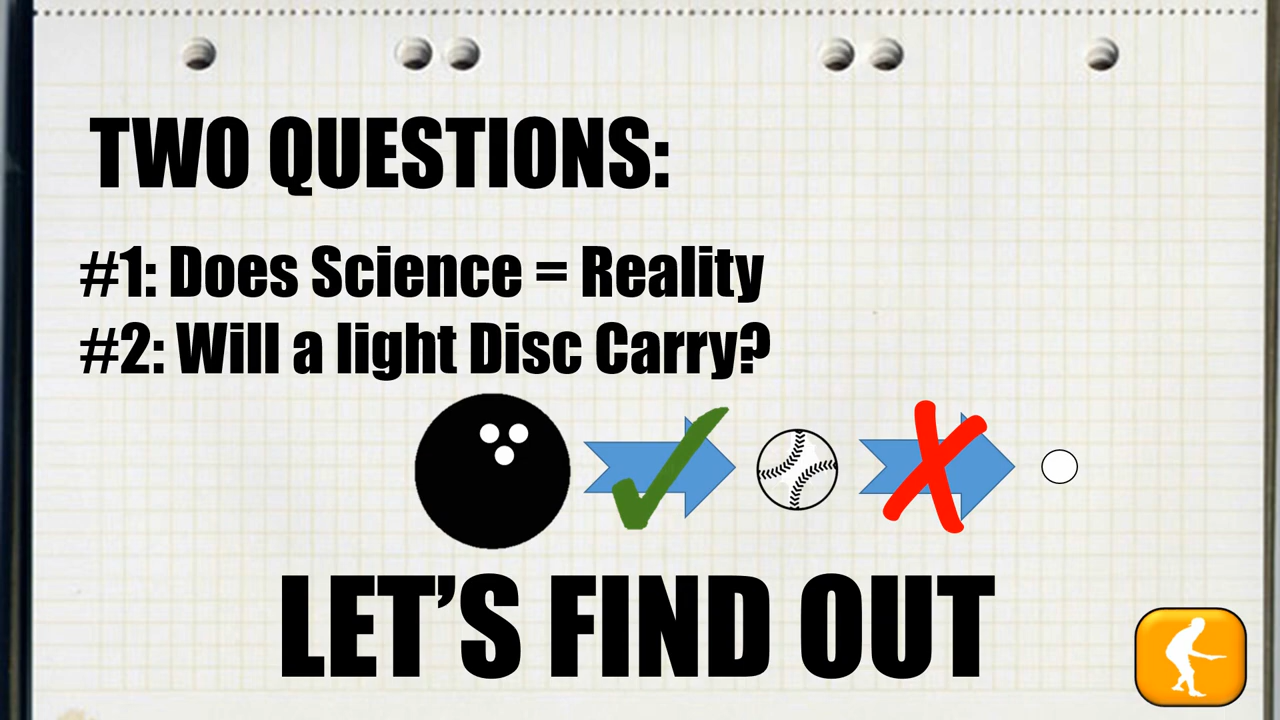 TWO QUESTIONS:
#1: Does Science = Reality
#2: Will a light Disc Carry?
LET'S FIND OUT